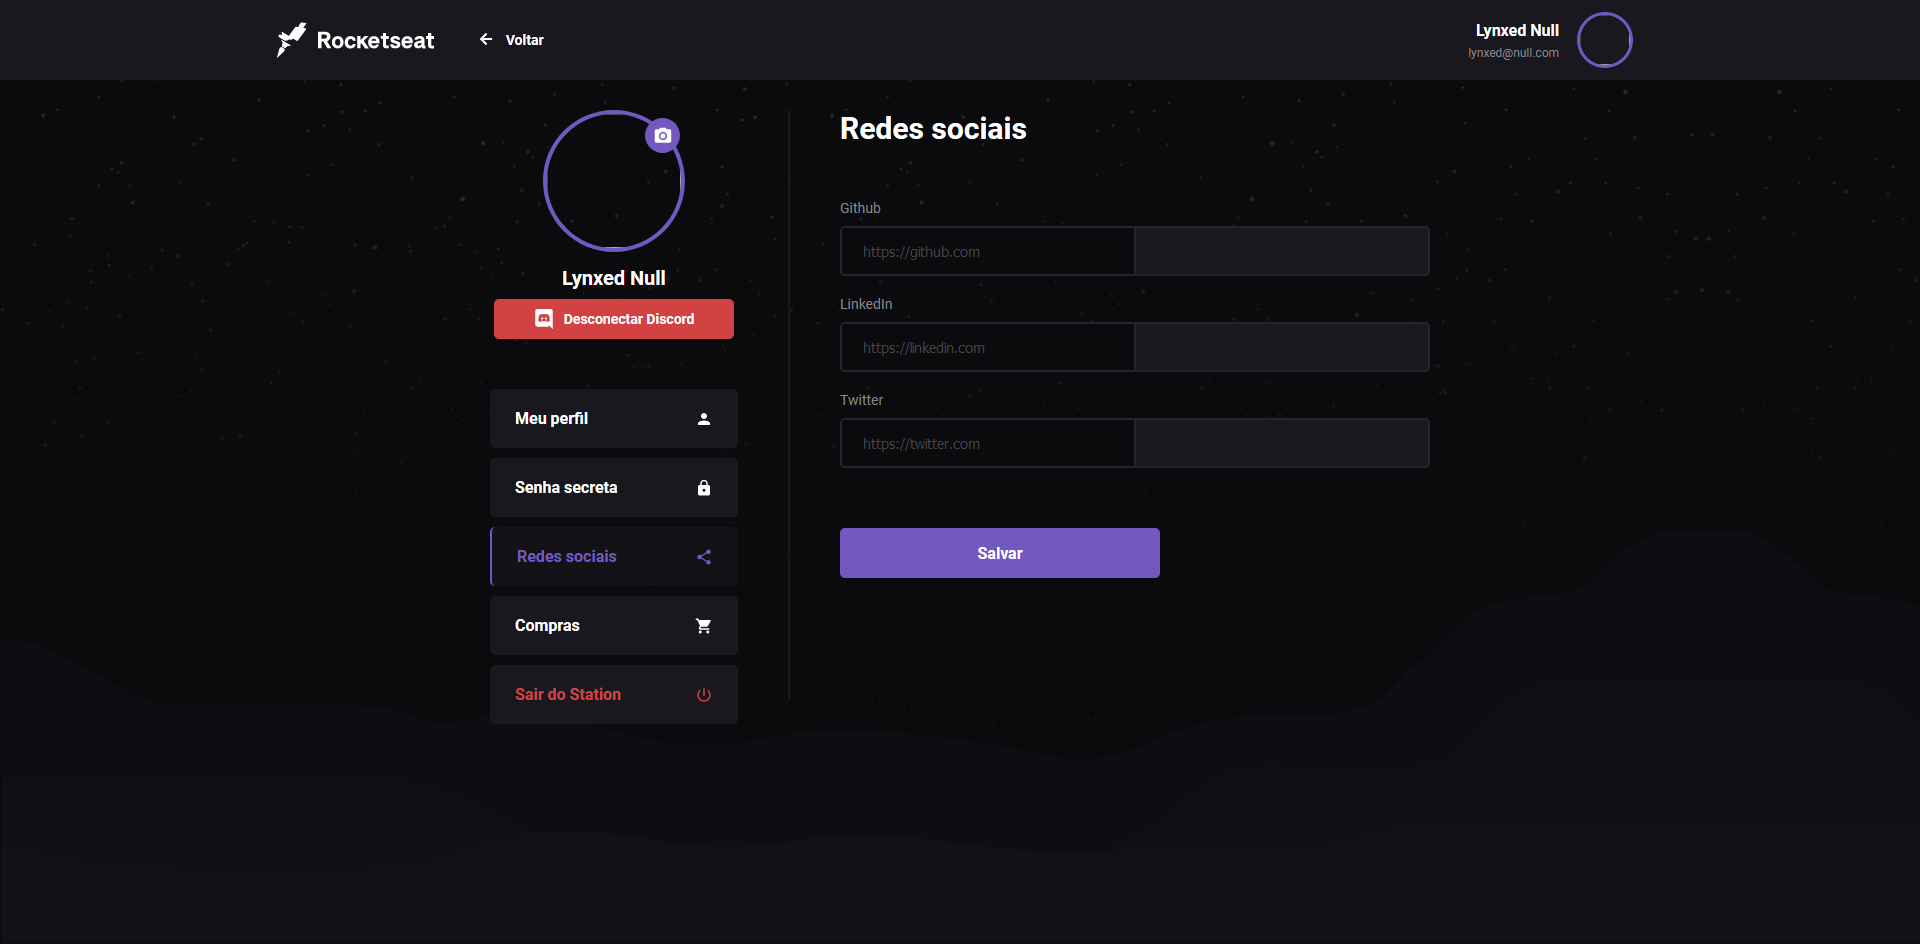 Rocketseat
Voltar
Lynxed Null
lynxed@null.com
Lynxed Null
Desconectar Discord
Meu perfil
Senha secreta
Redes sociais
Compras
Sair do Station
Redes sociais
Github
https://github.com
LinkedIn
https://linkedin.com
Twitter
https://twitter.com
Salvar